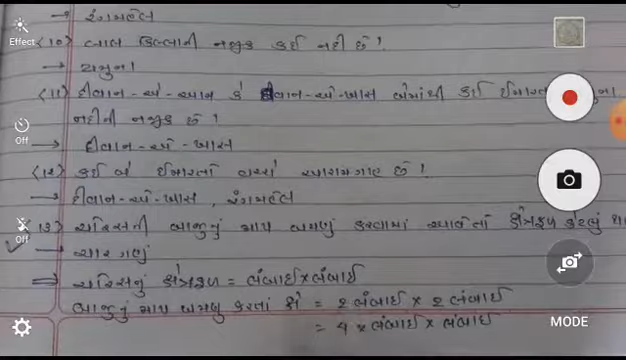 → રંગમહેલ
(૧૦) લાલ કિલ્લાની નજીક કઈ નદી છે?
→ યમુના
(૧૧) દીવાન-એ-આમ કે દીવાન-એ-ખાસ બેમાંથી કઈ ઈમારત
નદીની નજીક છે?
→ દીવાન-એ-ખાસ
(૧૨) કઈ બે ઈમારતો વચ્ચે આરામગાહ છે?
→ દીવાન-એ-ખાસ, રંગમહેલ
(૧૩) ચોરસની બાજુનું માપ બમણું કરવામાં આવે તો ક્ષેત્રફળ કેટલું
→ ચાર ગણું
⇒ ચોરસનું ક્ષેત્રફળ = લંબાઈ × લંબાઈ
બાજુનું માપ બમણુ કરતાં ક્ષે = ૨ લંબાઈ × ૨ લંબાઈ
= ૪ × લંબાઈ × લંબાઈ
Effect
Off
Off
MODE